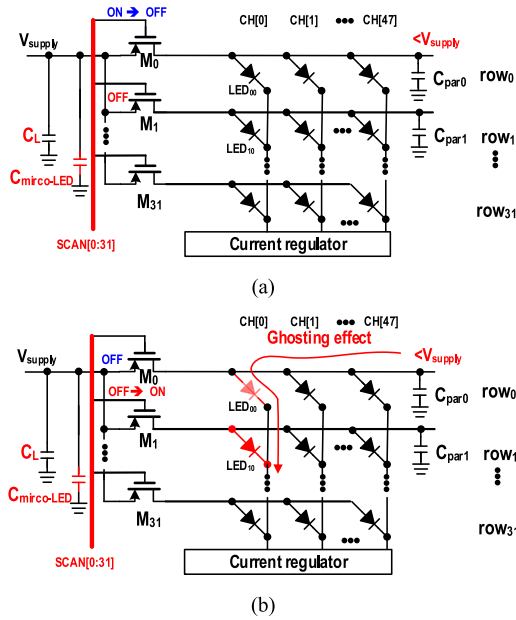 ON → OFF CH[0] CH[1] ••• CH[47]
Vsupply <Vsupply
M0 Cpar0 row0
OFF LED00
M1 Cpar1 row1
CL LED10
Cmirco-LED
M31 row31
SCAN[0:31] Current regulator
(a)
CH[0] CH[1] ••• CH[47]
Ghosting effect
Vsupply OFF <Vsupply
M0 Cpar0 row0
OFF → ON LED00
M1 Cpar1 row1
CL LED10
Cmirco-LED
M31 row31
SCAN[0:31] Current regulator
(b)